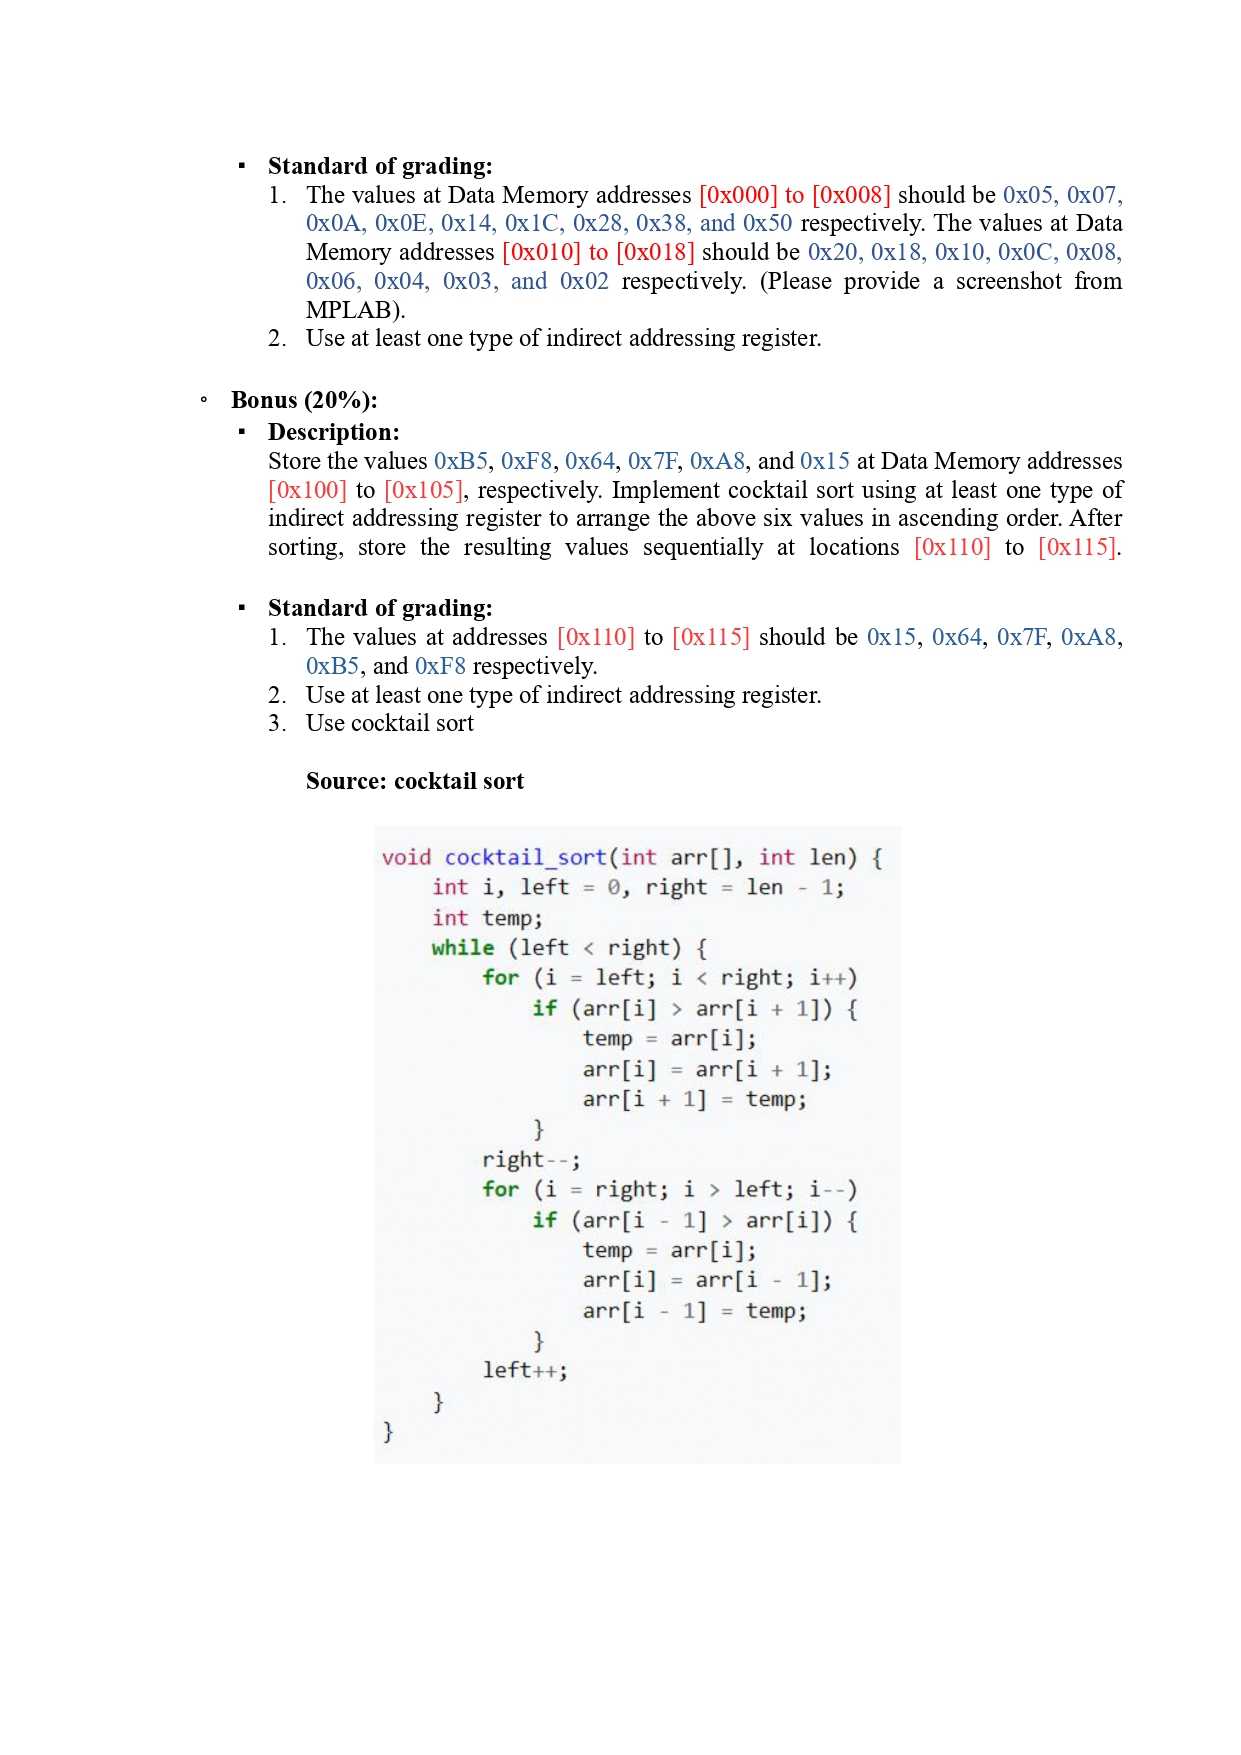 ▪ Standard of grading:
1. The values at Data Memory addresses [0x000] to [0x008] should be 0x05, 0x07,
0x0A, 0x0E, 0x14, 0x1C, 0x28, 0x38, and 0x50 respectively. The values at Data
Memory addresses [0x010] to [0x018] should be 0x20, 0x18, 0x10, 0x0C, 0x08,
0x06, 0x04, 0x03, and 0x02 respectively. (Please provide a screenshot from
MPLAB).
2. Use at least one type of indirect addressing register.
◦ Bonus (20%):
▪ Description:
Store the values 0xB5, 0xF8, 0x64, 0x7F, 0xA8, and 0x15 at Data Memory addresses
[0x100] to [0x105], respectively. Implement cocktail sort using at least one type of
indirect addressing register to arrange the above six values in ascending order. After
sorting, store the resulting values sequentially at locations [0x110] to [0x115].
▪ Standard of grading:
1. The values at addresses [0x110] to [0x115] should be 0x15, 0x64, 0x7F, 0xA8,
0xB5, and 0xF8 respectively.
2. Use at least one type of indirect addressing register.
3. Use cocktail sort
Source: cocktail sort
void cocktail_sort(int arr[], int len) {
    int i, left = 0, right = len - 1;
    int temp;
    while (left < right) {
        for (i = left; i < right; i++)
            if (arr[i] > arr[i + 1]) {
                temp = arr[i];
                arr[i] = arr[i + 1];
                arr[i + 1] = temp;
            }
        right--;
        for (i = right; i > left; i--)
            if (arr[i - 1] > arr[i]) {
                temp = arr[i];
                arr[i] = arr[i - 1];
                arr[i - 1] = temp;
            }
        left++;
    }
}